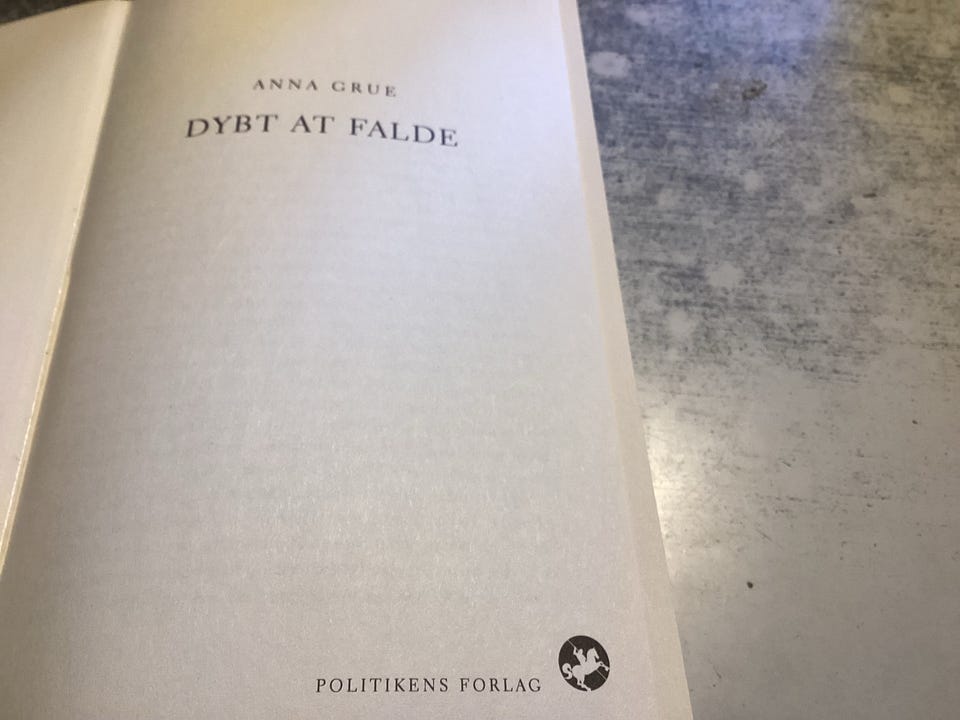 ANNA GRUE
DYBT AT FALDE
POLITIKENS FORLAG